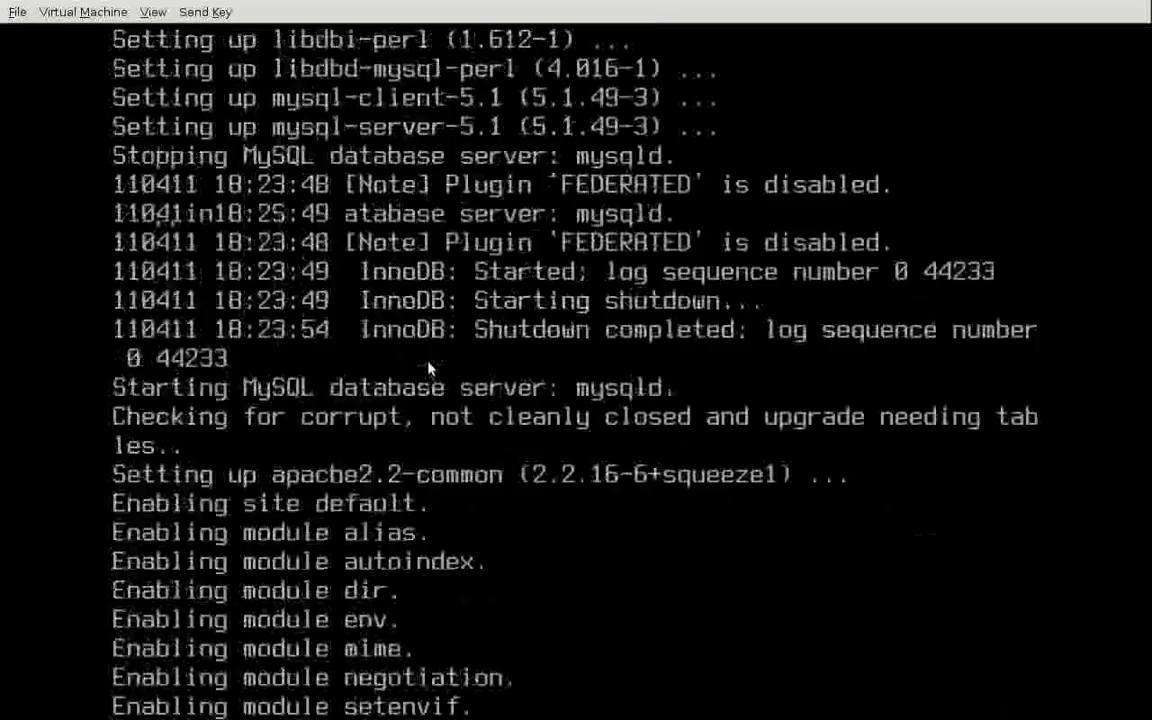 File Virtual Machine View Send Key
Setting up libdbi-perl (1.612-1) ...
Setting up libdbd-mysql-perl (4.016-1) ...
Setting up mysql-client-5.1 (5.1.49-3) ...
Setting up mysql-server-5.1 (5.1.49-3) ...
Stopping MySQL database server: mysqld.
110411 18:23:48 [Note] Plugin 'FEDERATED' is disabled.
atabase server: mysqld.
110411 18:23:48 [Note] Plugin 'FEDERATED' is disabled.
110411 18:23:49  InnoDB: Started; log sequence number 0 44233
110411 18:23:49  InnoDB: Starting shutdown...
110411 18:23:54  InnoDB: Shutdown completed; log sequence number
0 44233
Starting MySQL database server: mysqld.
Checking for corrupt, not cleanly closed and upgrade needing tab
les..
Setting up apache2.2-common (2.2.16-6+squeeze1) ...
Enabling site default.
Enabling module alias.
Enabling module autoindex.
Enabling module dir.
Enabling module env.
Enabling module mime.
Enabling module negotiation.
Enabling module setenvif.